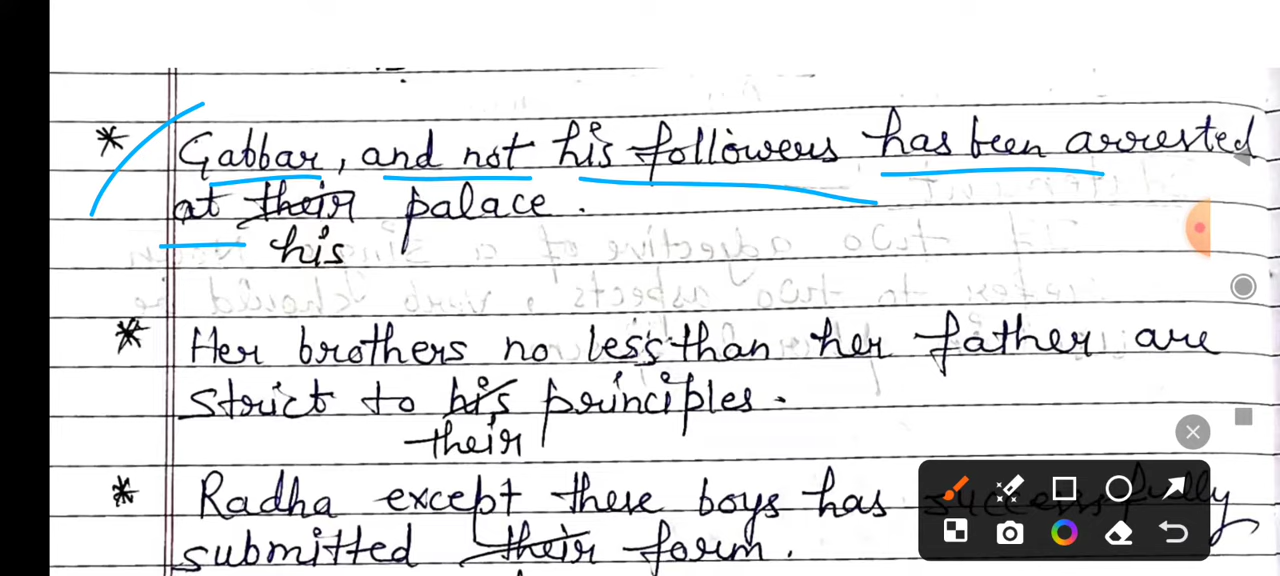 * Gabbar, and not his followers has been arrested
at their palace.
his
* Her brothers no less than her father are
strict to his principles.
their
* Radha except these boys has successfully
submitted their form.